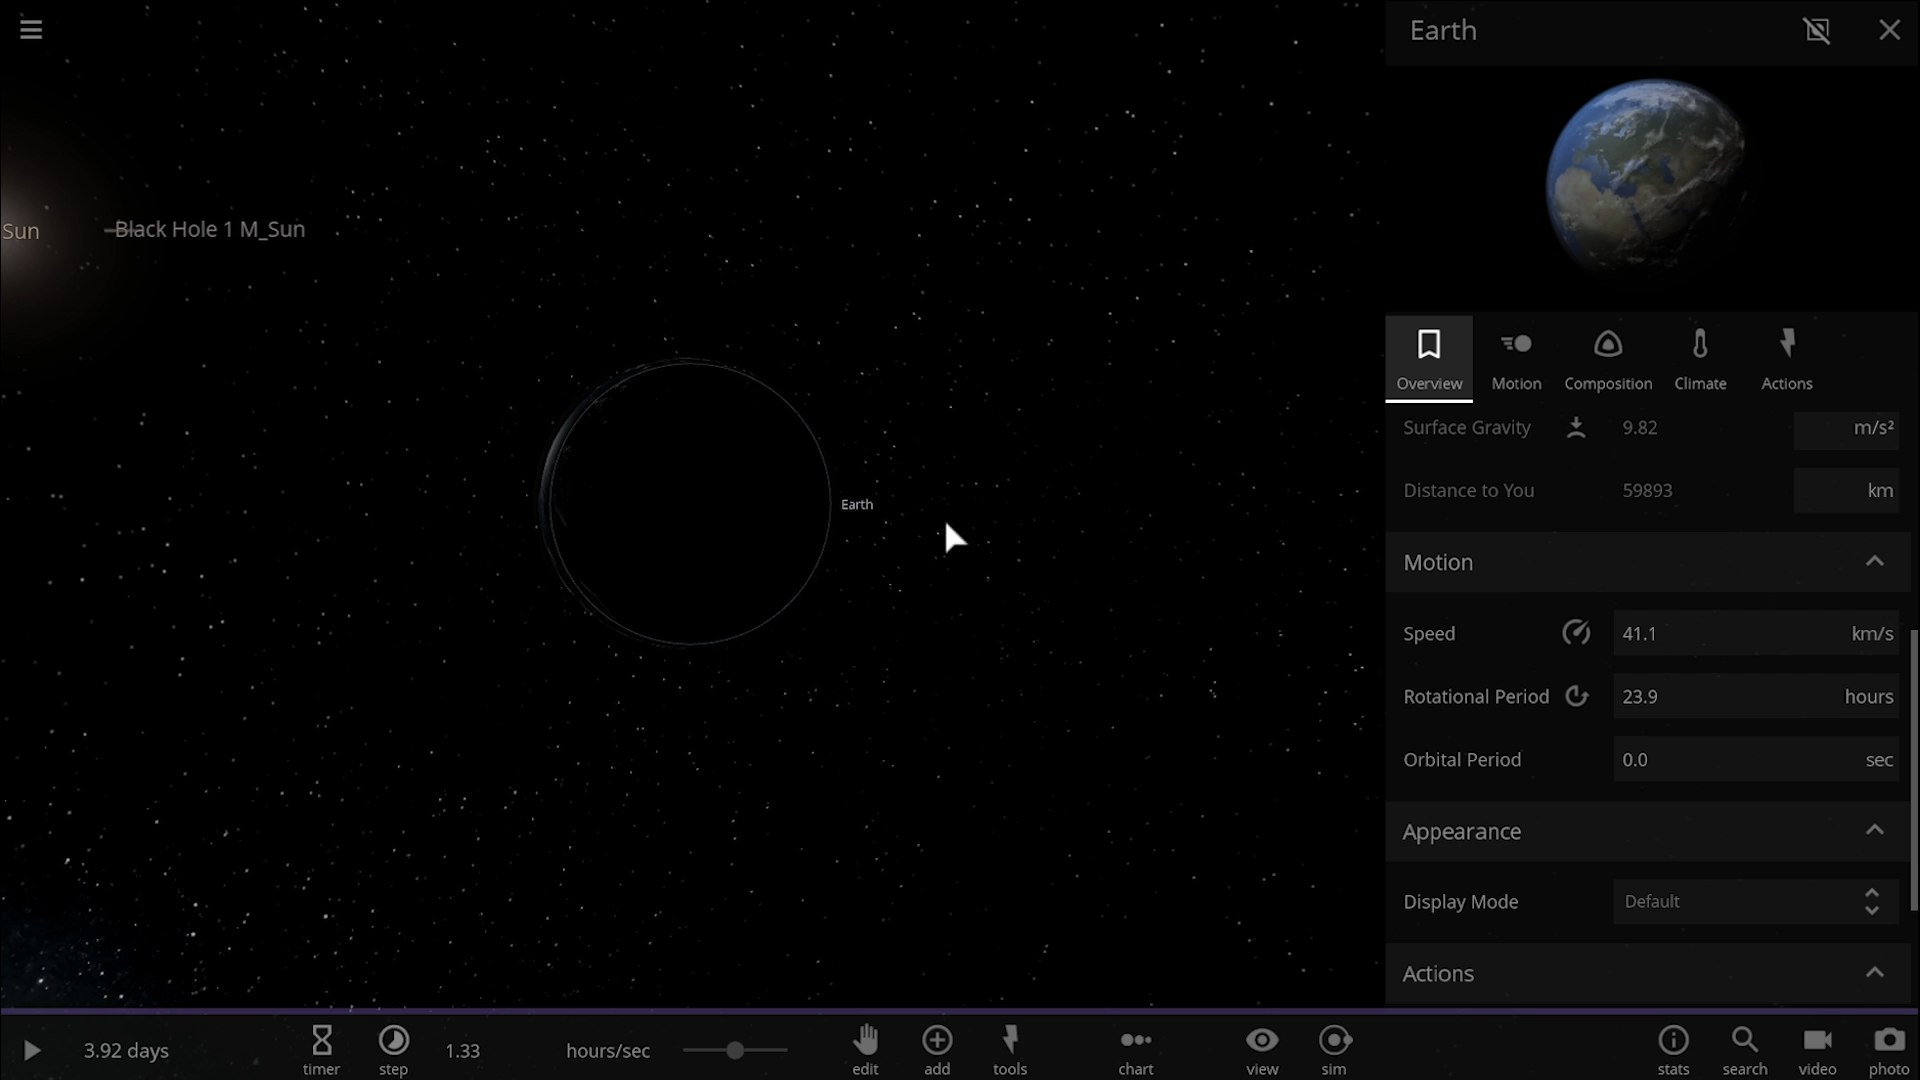 Earth
Sun
Black Hole 1 M_Sun
Earth
Overview
Motion
Composition
Climate
Actions
Surface Gravity 9.82 m/s²
Distance to You 59893 km
Motion
Speed 41.1 km/s
Rotational Period 23.9 hours
Orbital Period 0.0 sec
Appearance
Display Mode Default
Actions
3.92 days
timer
step
1.33 hours/sec
edit
add
tools
chart
view
sim
stats
search
video
photo